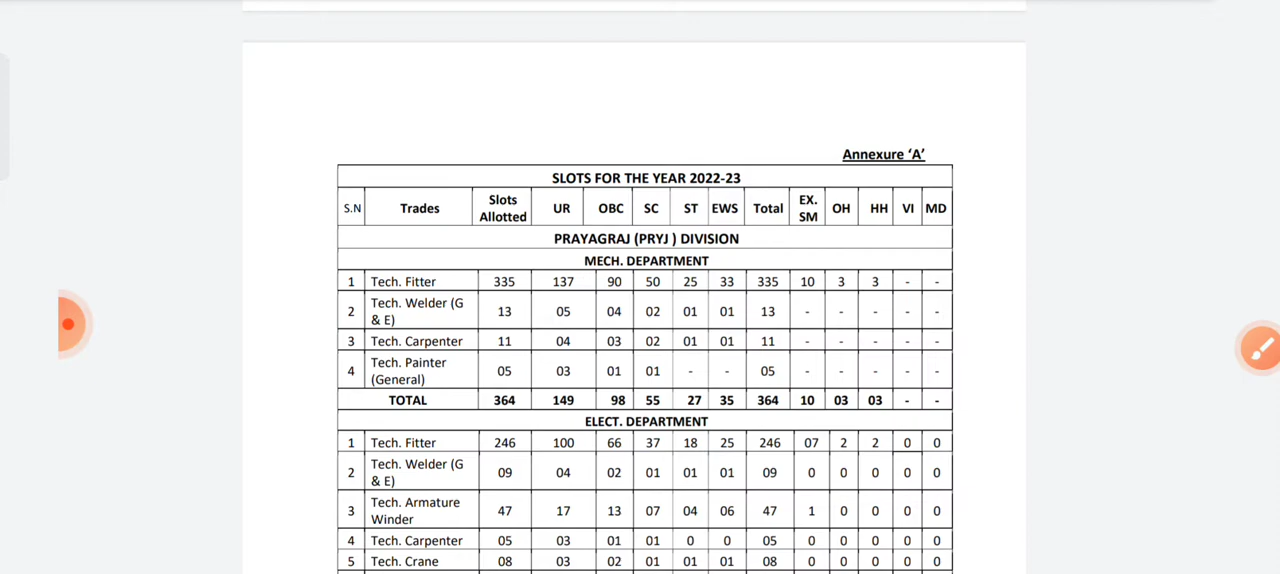 Annexure ‘A’
SLOTS FOR THE YEAR 2022-23
S.N Trades Slots Allotted UR OBC SC ST EWS Total EX. SM OH HH VI MD
PRAYAGRAJ (PRYJ ) DIVISION
MECH. DEPARTMENT
1 Tech. Fitter 335 137 90 50 25 33 335 10 3 3 - -
2 Tech. Welder (G & E) 13 05 04 02 01 01 13 - - - - -
3 Tech. Carpenter 11 04 03 02 01 01 11 - - - - -
4 Tech. Painter (General) 05 03 01 01 - - 05 - - - - -
TOTAL 364 149 98 55 27 35 364 10 03 03 - -
ELECT. DEPARTMENT
1 Tech. Fitter 246 100 66 37 18 25 246 07 2 2 0 0
2 Tech. Welder (G & E) 09 04 02 01 01 01 09 0 0 0 0 0
3 Tech. Armature Winder 47 17 13 07 04 06 47 1 0 0 0 0
4 Tech. Carpenter 05 03 01 01 0 0 05 0 0 0 0 0
5 Tech. Crane 08 03 02 01 01 01 08 0 0 0 0 0